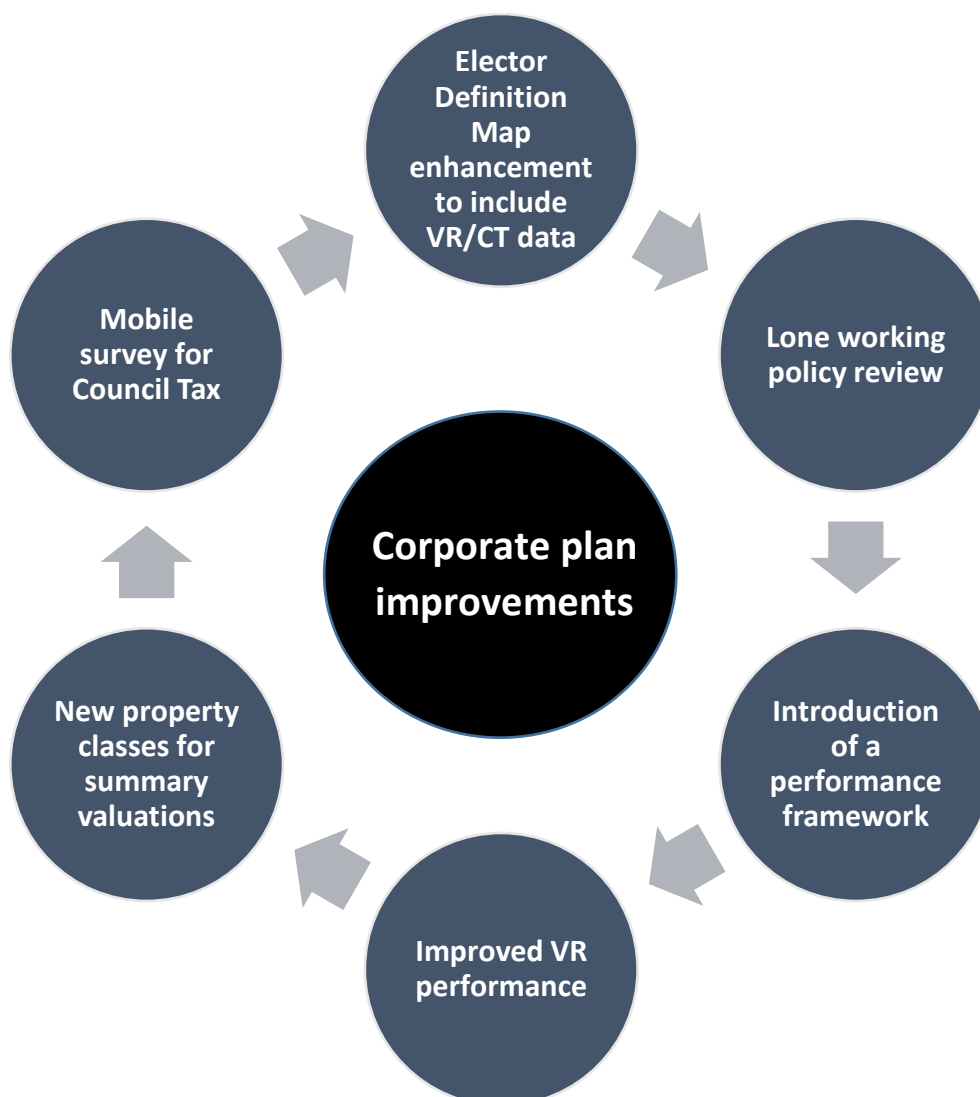 Elector
Definition
Map
enhancement
to include
VR/CT data
Lone working
policy review
Introduction
of a
performance
framework
Improved VR
performance
New property
classes for
summary
valuations
Mobile
survey for
Council Tax
Corporate plan
improvements